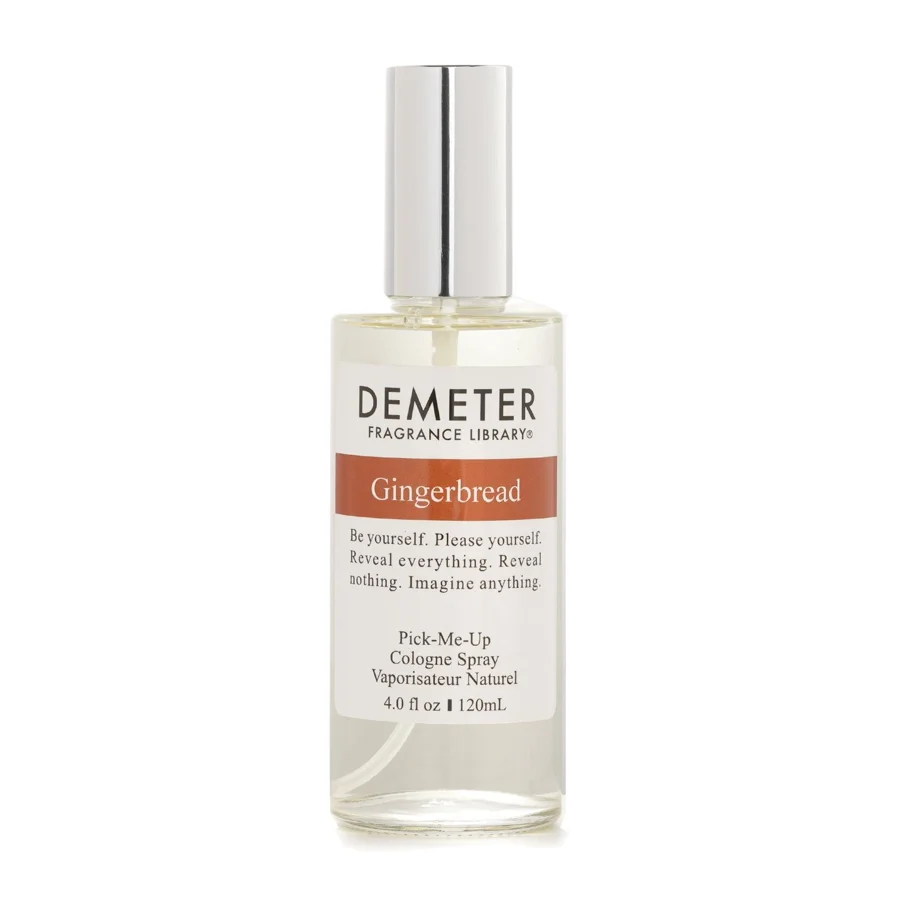 DEMETER
FRAGRANCE LIBRARY®
Gingerbread
Be yourself. Please yourself.
Reveal everything. Reveal
nothing. Imagine anything.
Pick-Me-Up
Cologne Spray
Vaporisateur Naturel
4.0 fl oz ❙ 120mL